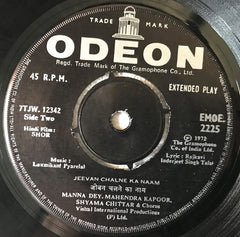 TRADE MARK
ODEON
Regd. Trade Mark of The Gramophone Co., Ltd.
45 R.P.M.
EXTENDED PLAY
7TJW. 12342
Side Two
EMOE.
2225
Hindi Film:
SHOR
℗ 1972
The Gramophone
Co. of India Ltd.
Music :
Laxmikant Pyarelal
Lyric : Rajkavi
Inderjeet Singh Tulsi
JEEVAN CHALNE KA NAAM
जीवन चलने का नाम
MANNA DEY, MAHENDRA KAPOOR,
SHYAMA CHITTAR & Chorus
Vishal International Productions
(P) Ltd.